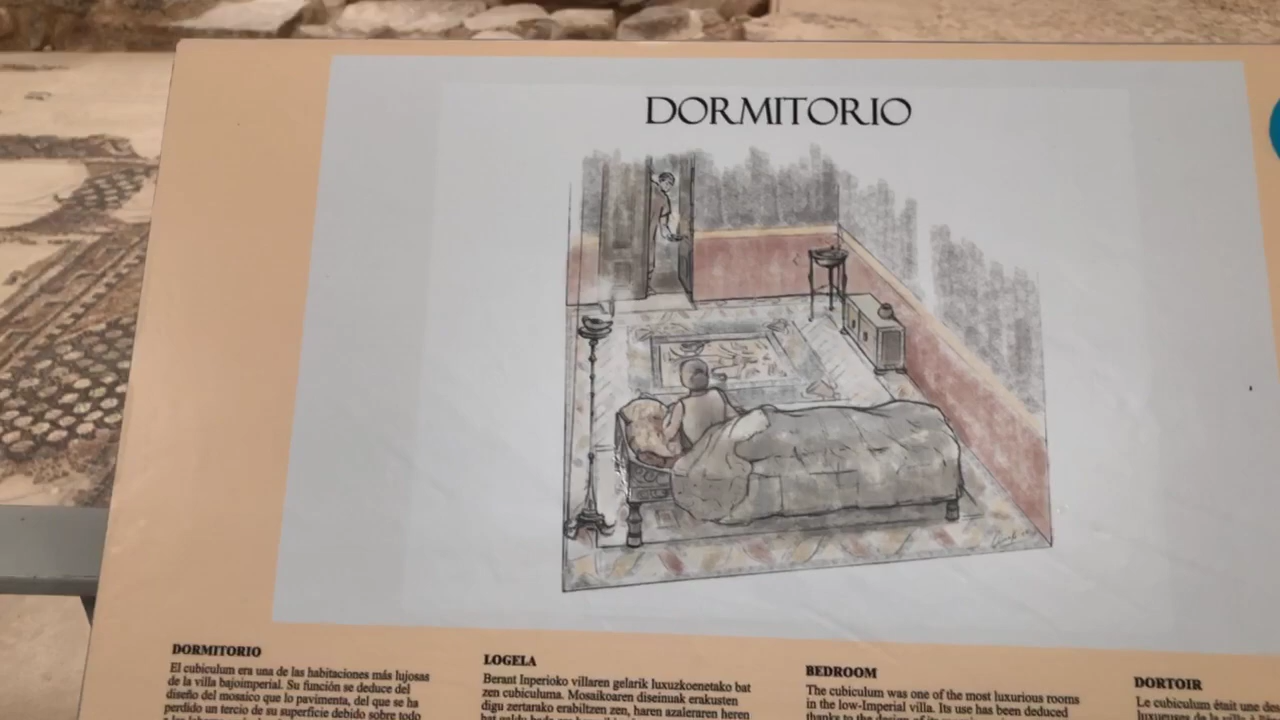 DORMITORIO
DORMITORIO
El cubiculum era una de las habitaciones más lujosas
de la villa bajoimperial. Su función se deduce del
diseño del mosaico que lo pavimenta, del que se ha
perdido un tercio de su superficie debido sobre todo
LOGELA
Berant Inperioko villaren gelarik luxuzkoenetako bat
zen cubiculuma. Mosaikoaren diseinuak erakusten
digu zertarako erabiltzen zen, haren azaleraren heren
BEDROOM
The cubiculum was one of the most luxurious rooms
in the low-Imperial villa. Its use has been deduced
DORTOIR
Le cubiculum était une des